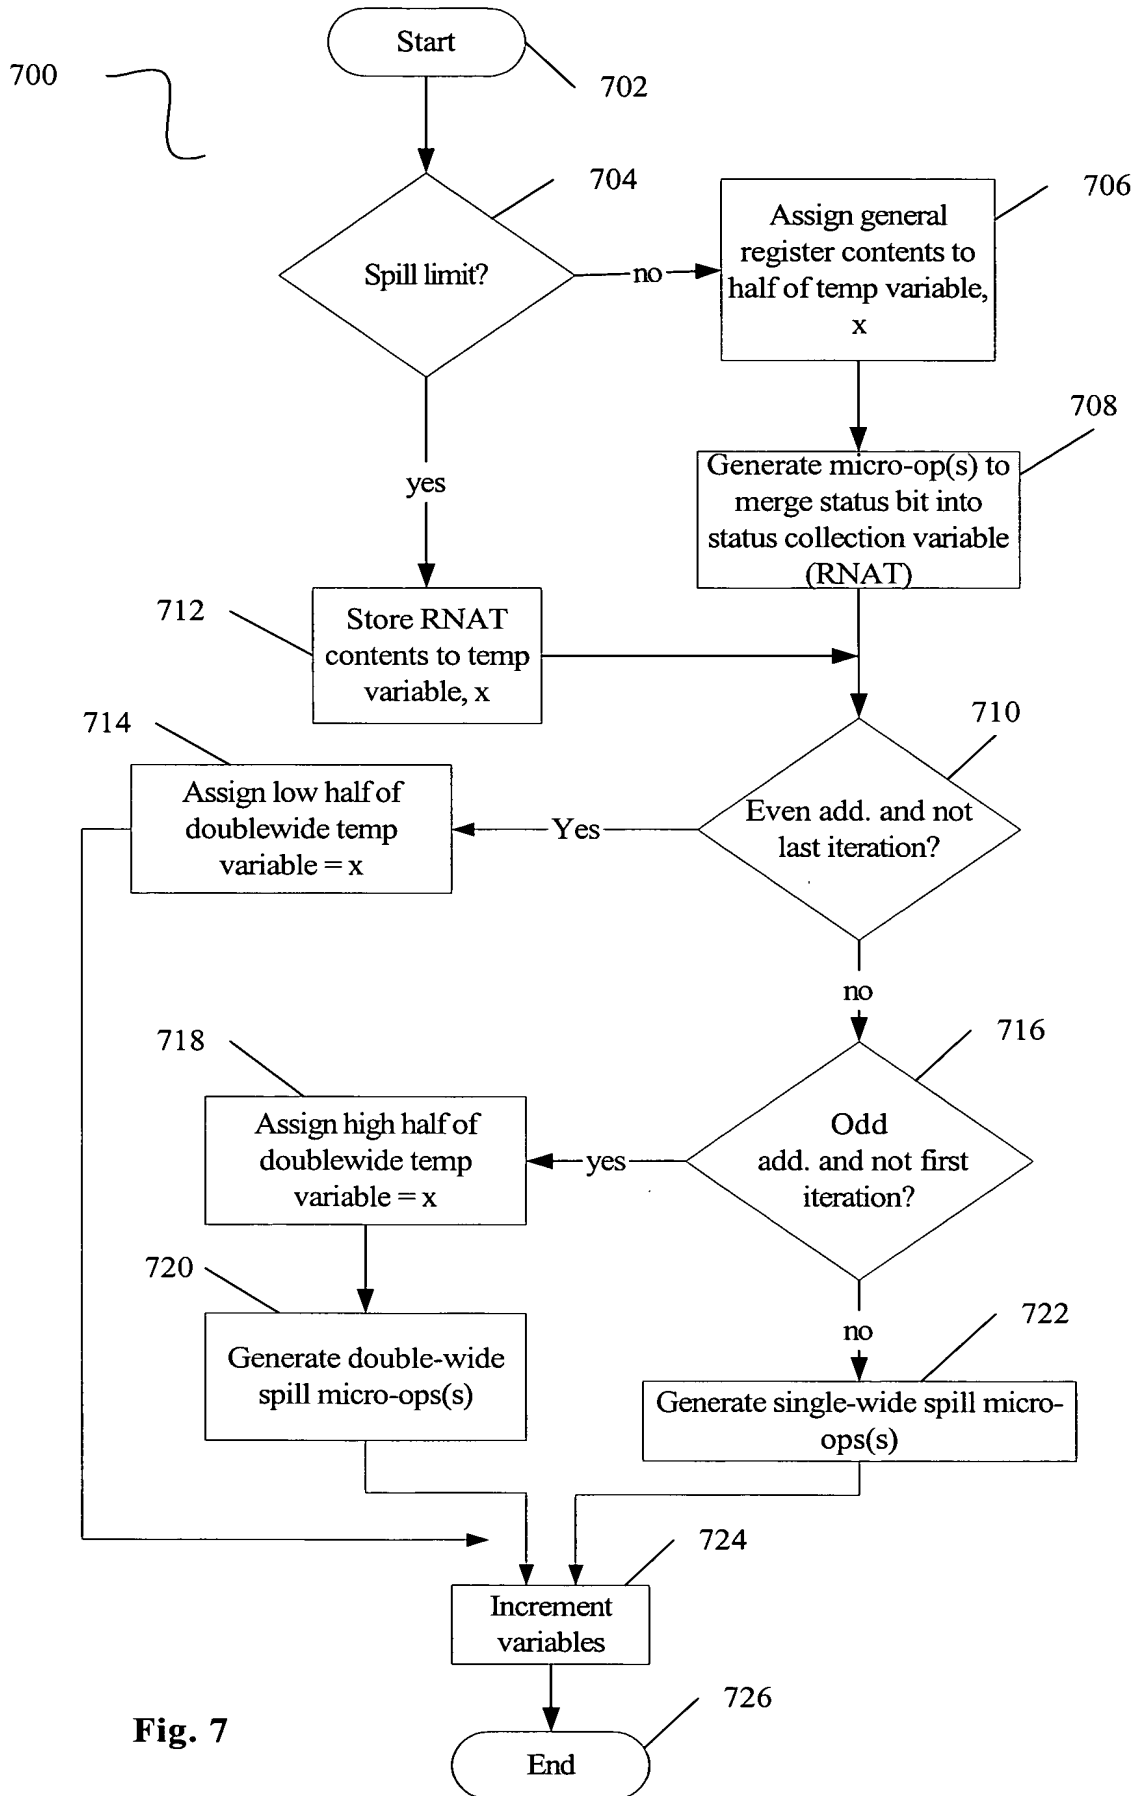 Start
700
702
704
Spill limit?
no
706
Assign general
register contents to
half of temp variable,
x
708
Generate micro-op(s) to
merge status bit into
status collection variable
(RNAT)
yes
712
Store RNAT
contents to temp
variable, x
710
Even add. and not
last iteration?
Yes
714
Assign low half of
doublewide temp
variable = x
no
716
Odd
add. and not first
iteration?
yes
718
Assign high half of
doublewide temp
variable = x
720
Generate double-wide
spill micro-ops(s)
no
722
Generate single-wide spill micro-
ops(s)
724
Increment
variables
726
End
Fig. 7